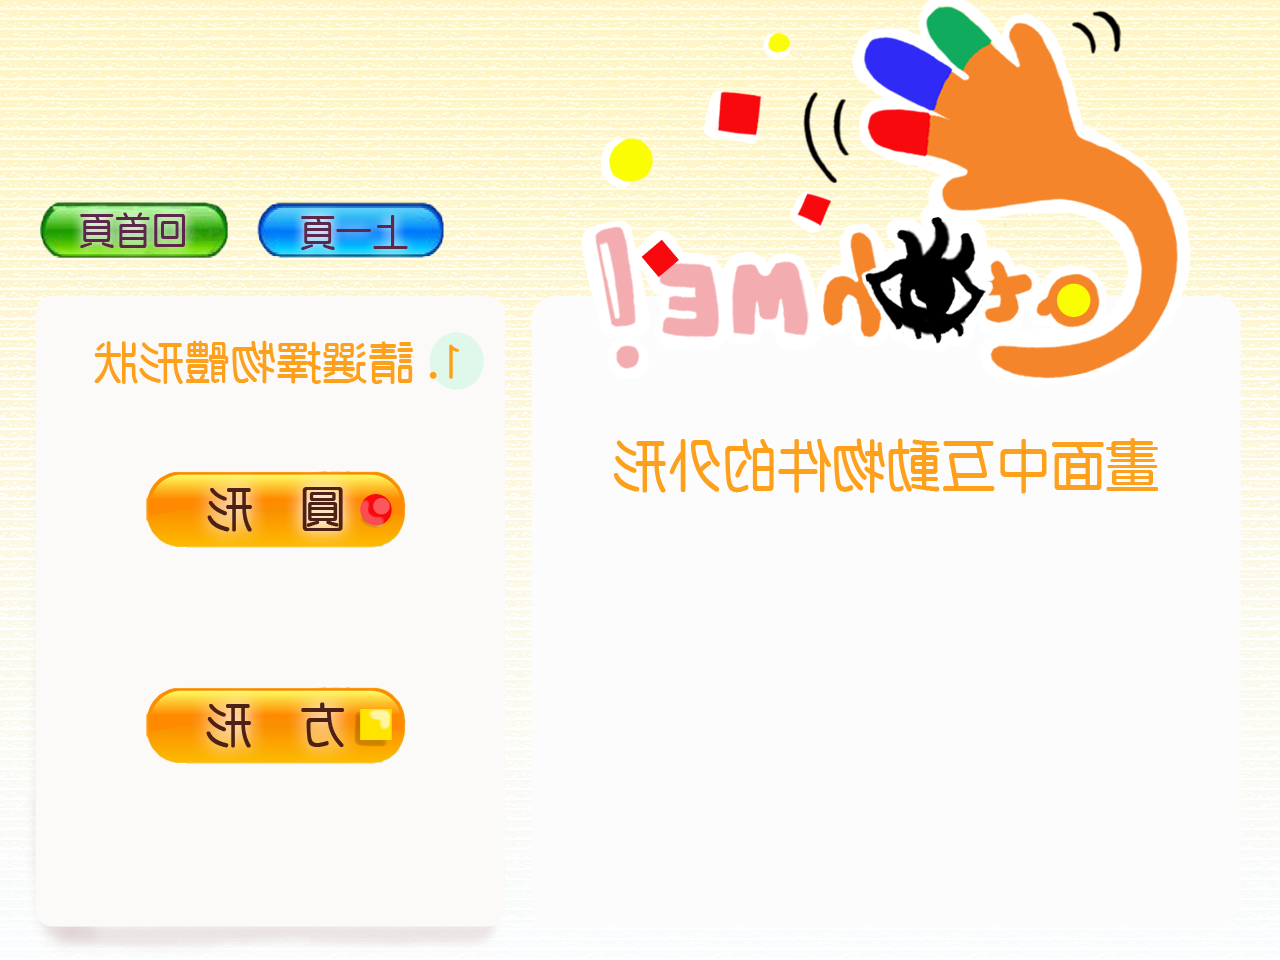 Catch me!
上一頁
回首頁
畫面中互動物件的外形
1. 請選擇物體形狀
圓 形
方 形